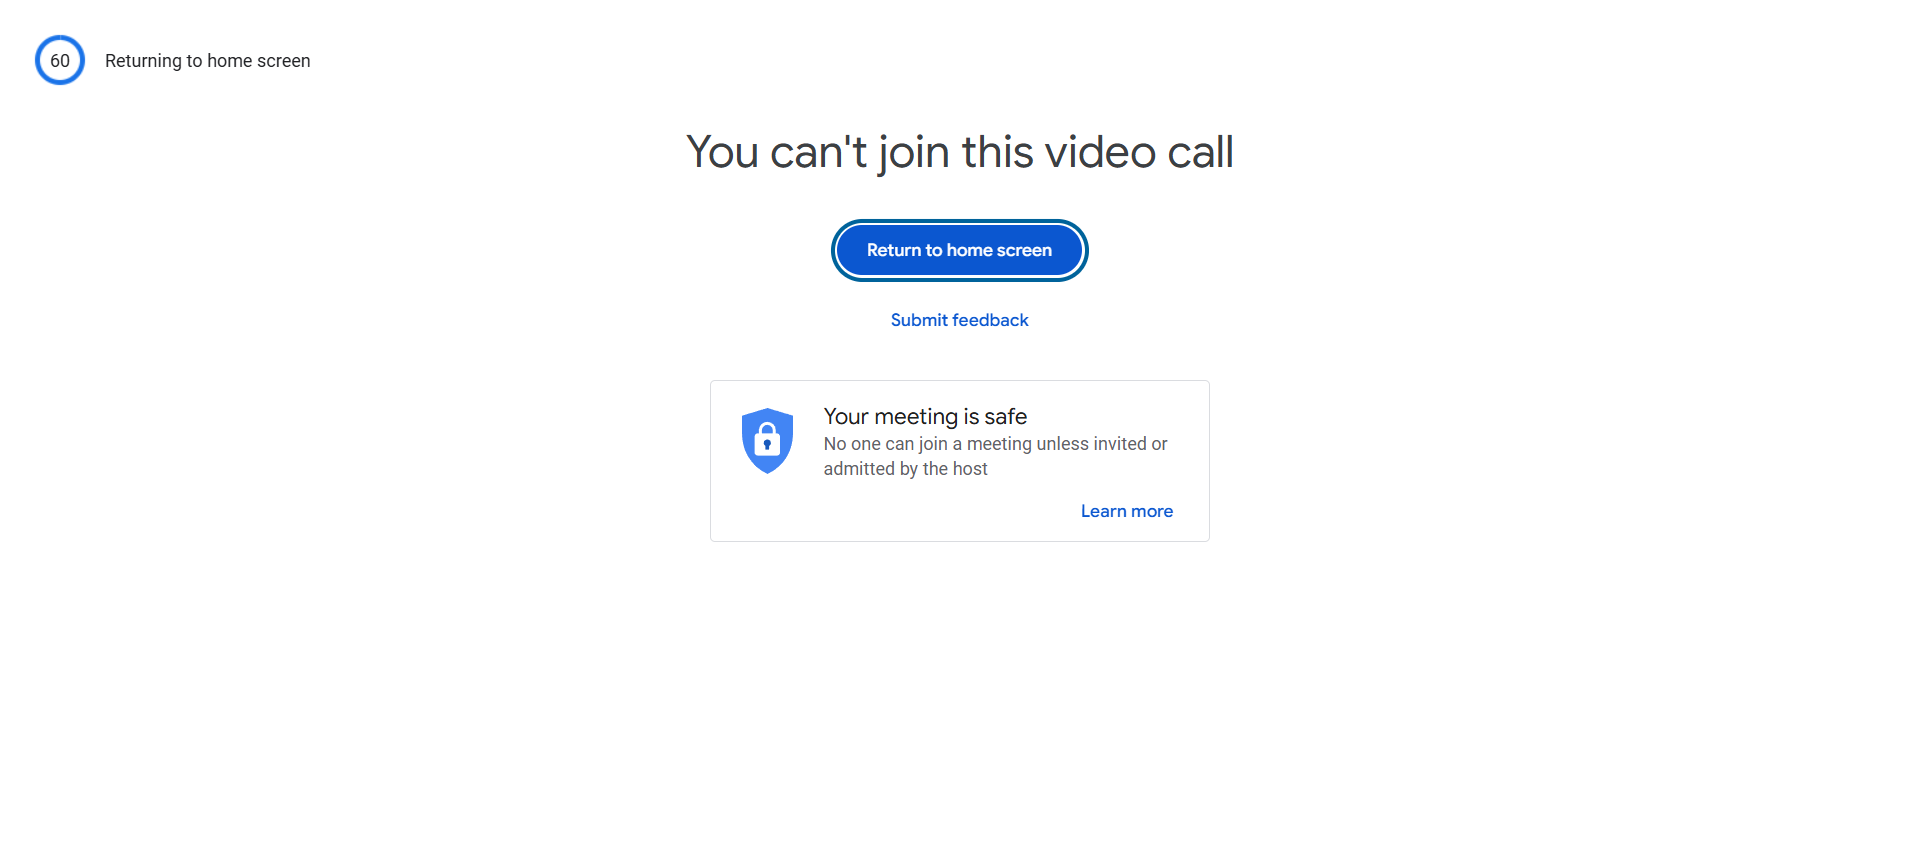 60
Returning to home screen
You can't join this video call
Return to home screen
Submit feedback
Your meeting is safe
No one can join a meeting unless invited or
admitted by the host
Learn more